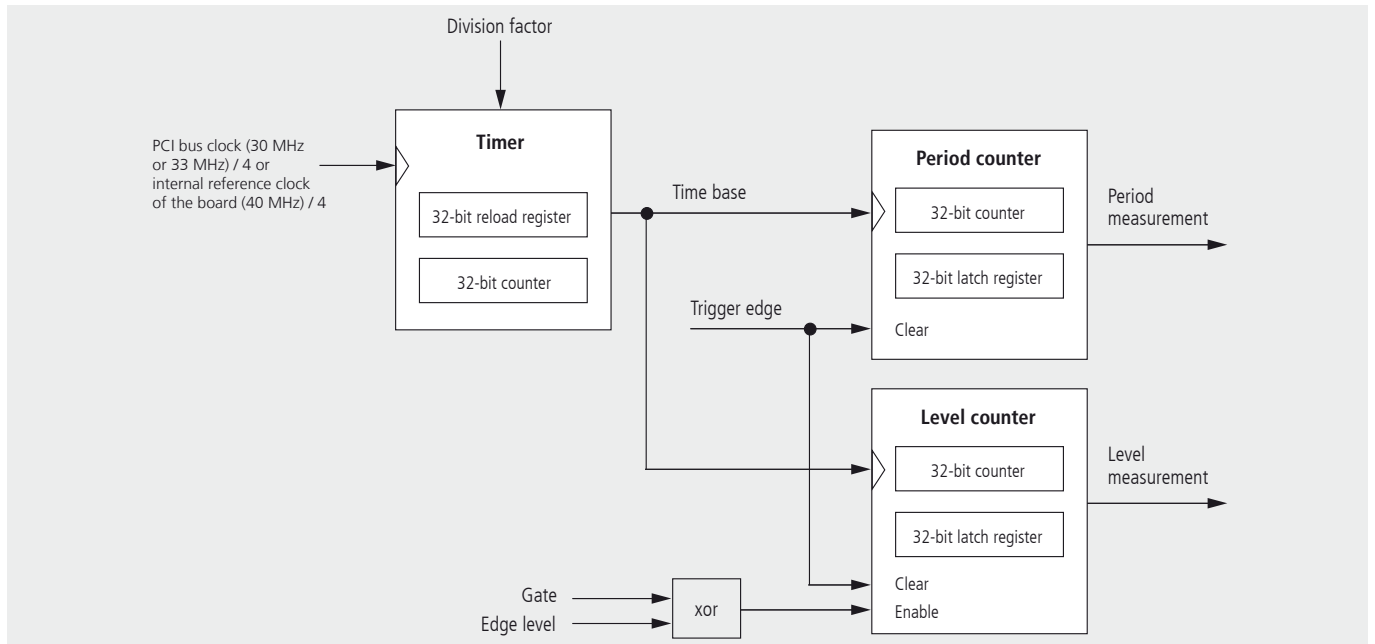 Division factor
PCI bus clock (30 MHz
or 33 MHz) / 4 or
internal reference clock
of the board (40 MHz) / 4
Timer
32-bit reload register
32-bit counter
Time base
Trigger edge
Period counter
32-bit counter
32-bit latch register
Clear
Period
measurement
Level counter
32-bit counter
32-bit latch register
Clear
Enable
Level
measurement
Gate
Edge level
xor